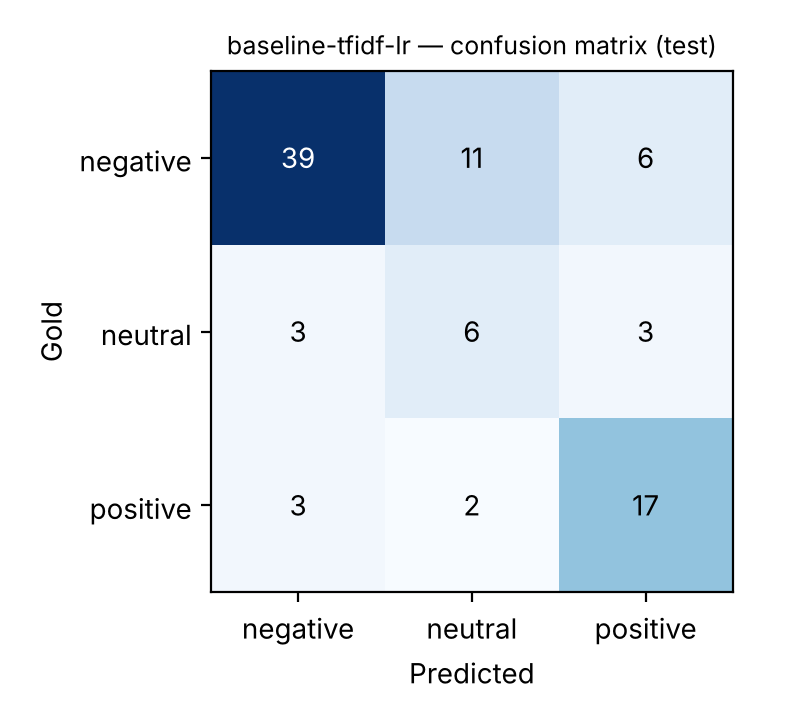 baseline-tfidf-lr — confusion matrix (test)
negative 39 11 6
Gold
neutral 3 6 3
positive 3 2 17
negative neutral positive
Predicted